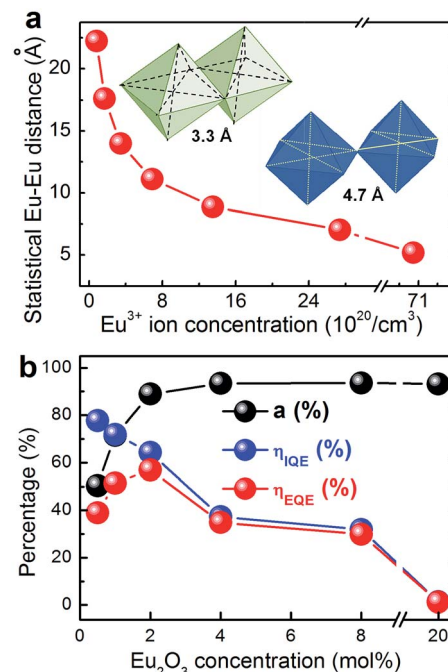 a
Statistical Eu-Eu distance (Å)
20
15
10
5
3.3 Å
4.7 Å
0
8
16
24
71
Eu³⁺ ion concentration (10²⁰/cm³)
b
Percentage (%)
100
80
60
40
20
0
a (%)
η_IQE (%)
η_EQE (%)
0
2
4
6
8
20
Eu₂O₃ concentration (mol%)